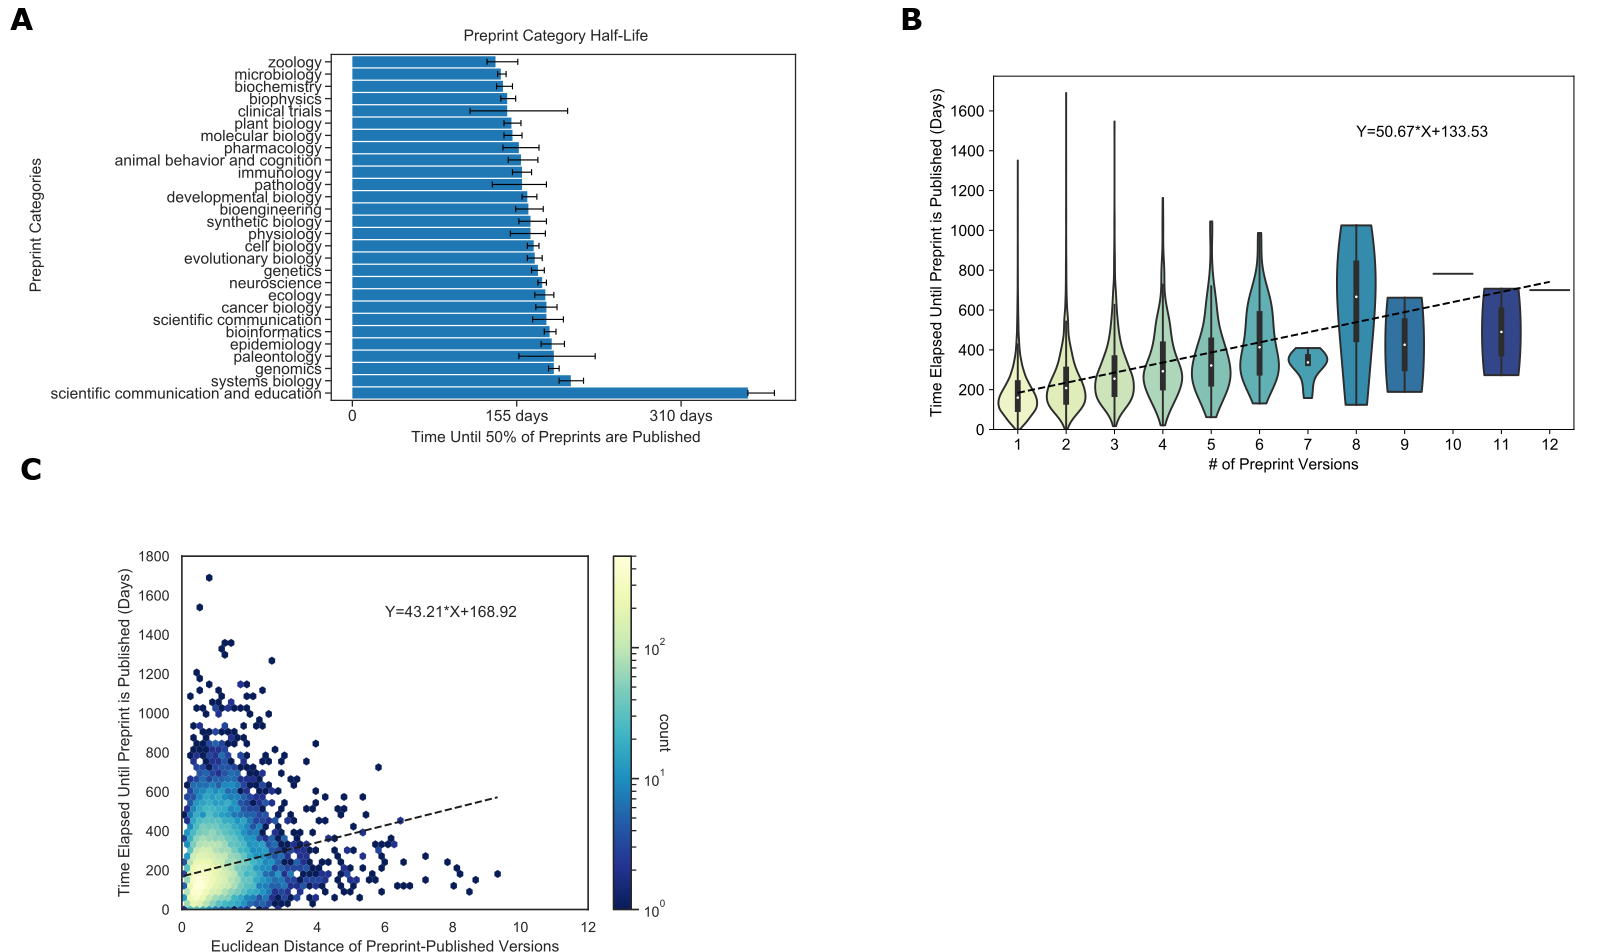 A
Preprint Category Half-Life
Preprint Categories
zoology
microbiology
biochemistry
biophysics
clinical trials
plant biology
molecular biology
pharmacology
animal behavior and cognition
immunology
pathology
developmental biology
bioengineering
synthetic biology
physiology
cell biology
evolutionary biology
genetics
neuroscience
ecology
cancer biology
scientific communication
bioinformatics
epidemiology
paleontology
genomics
systems biology
scientific communication and education
0 155 days 310 days
Time Until 50% of Preprints are Published
B
Time Elapsed Until Preprint is Published (Days)
1600
1400
1200
1000
800
600
400
200
0
Y=50.67*X+133.53
1 2 3 4 5 6 7 8 9 10 11 12
# of Preprint Versions
C
Time Elapsed Until Preprint is Published (Days)
1800
1600
1400
1200
1000
800
600
400
200
0
Y=43.21*X+168.92
0 2 4 6 8 10 12
Euclidean Distance of Preprint-Published Versions
10²
10¹
10⁰
count